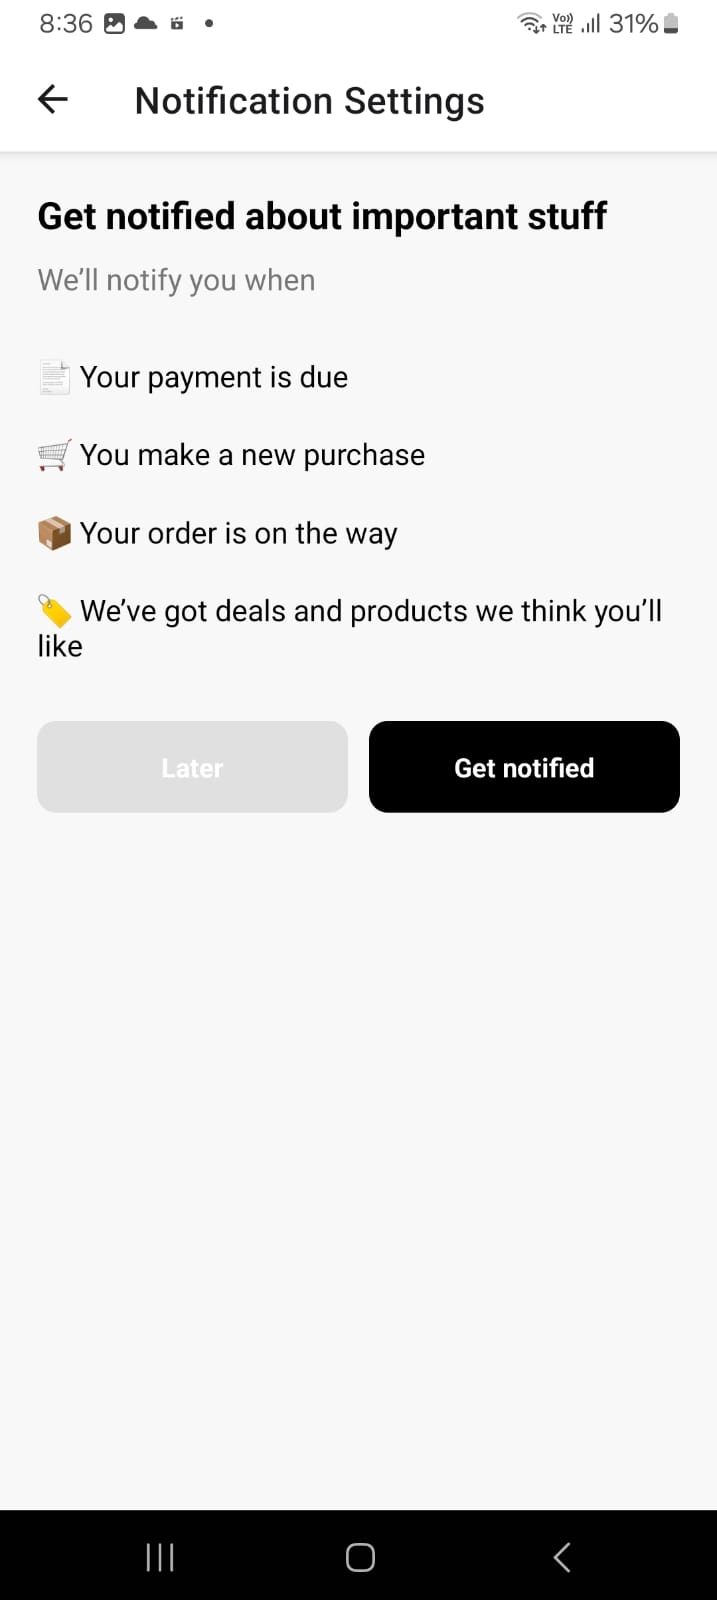 8:36
Vo))
LTE
31%
Notification Settings
Get notified about important stuff
We’ll notify you when
Your payment is due
You make a new purchase
Your order is on the way
We’ve got deals and products we think you’ll
like
Later
Get notified